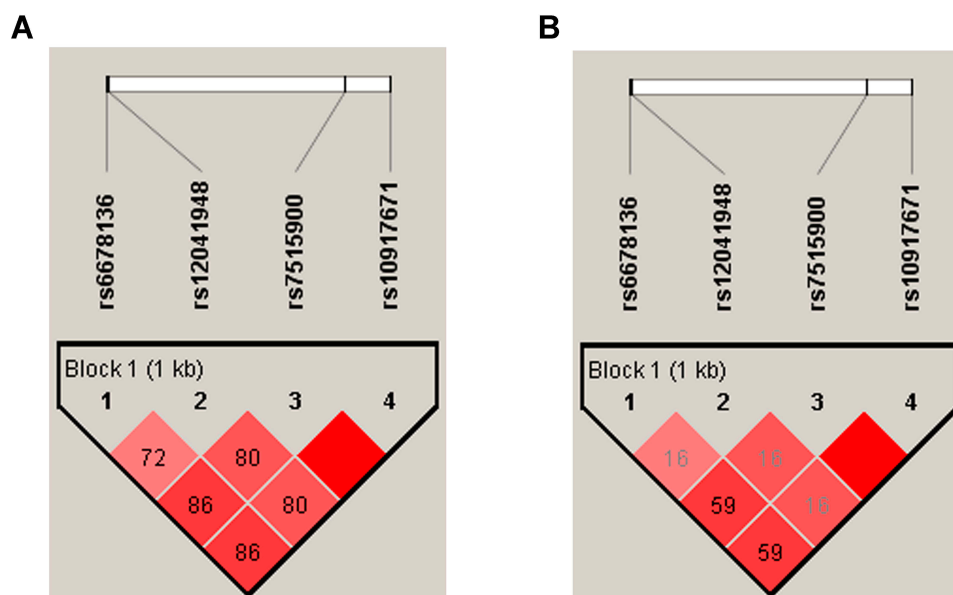 A
rs6678136
rs12041948
rs7515900
rs10917671
Block 1 (1 kb)
1 2 3 4
72 80
86 80
86
B
rs6678136
rs12041948
rs7515900
rs10917671
Block 1 (1 kb)
1 2 3 4
16 16
59 16
59